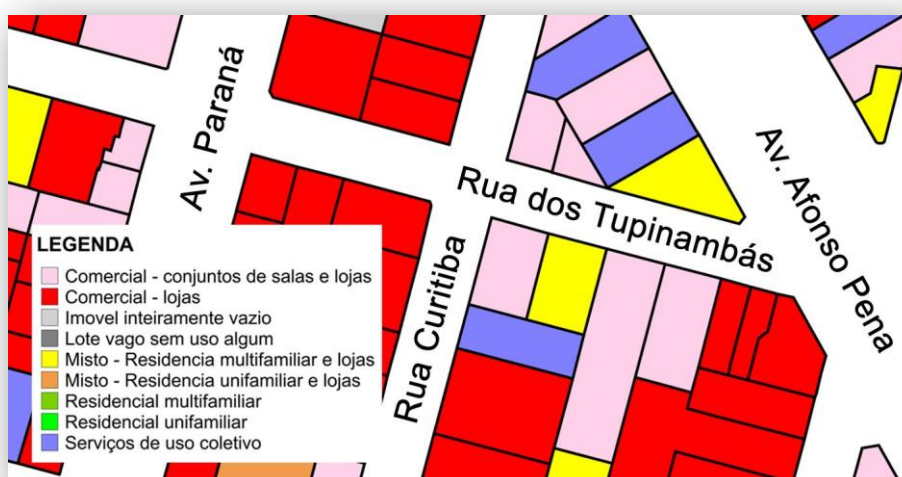 Av. Paraná
Rua dos Tupinambás
Av. Afonso Pena
Rua Curitiba
LEGENDA
Comercial - conjuntos de salas e lojas
Comercial - lojas
Imovel inteiramente vazio
Lote vago sem uso algum
Misto - Residencia multifamiliar e lojas
Misto - Residencia unifamiliar e lojas
Residencial multifamiliar
Residencial unifamiliar
Serviços de uso coletivo